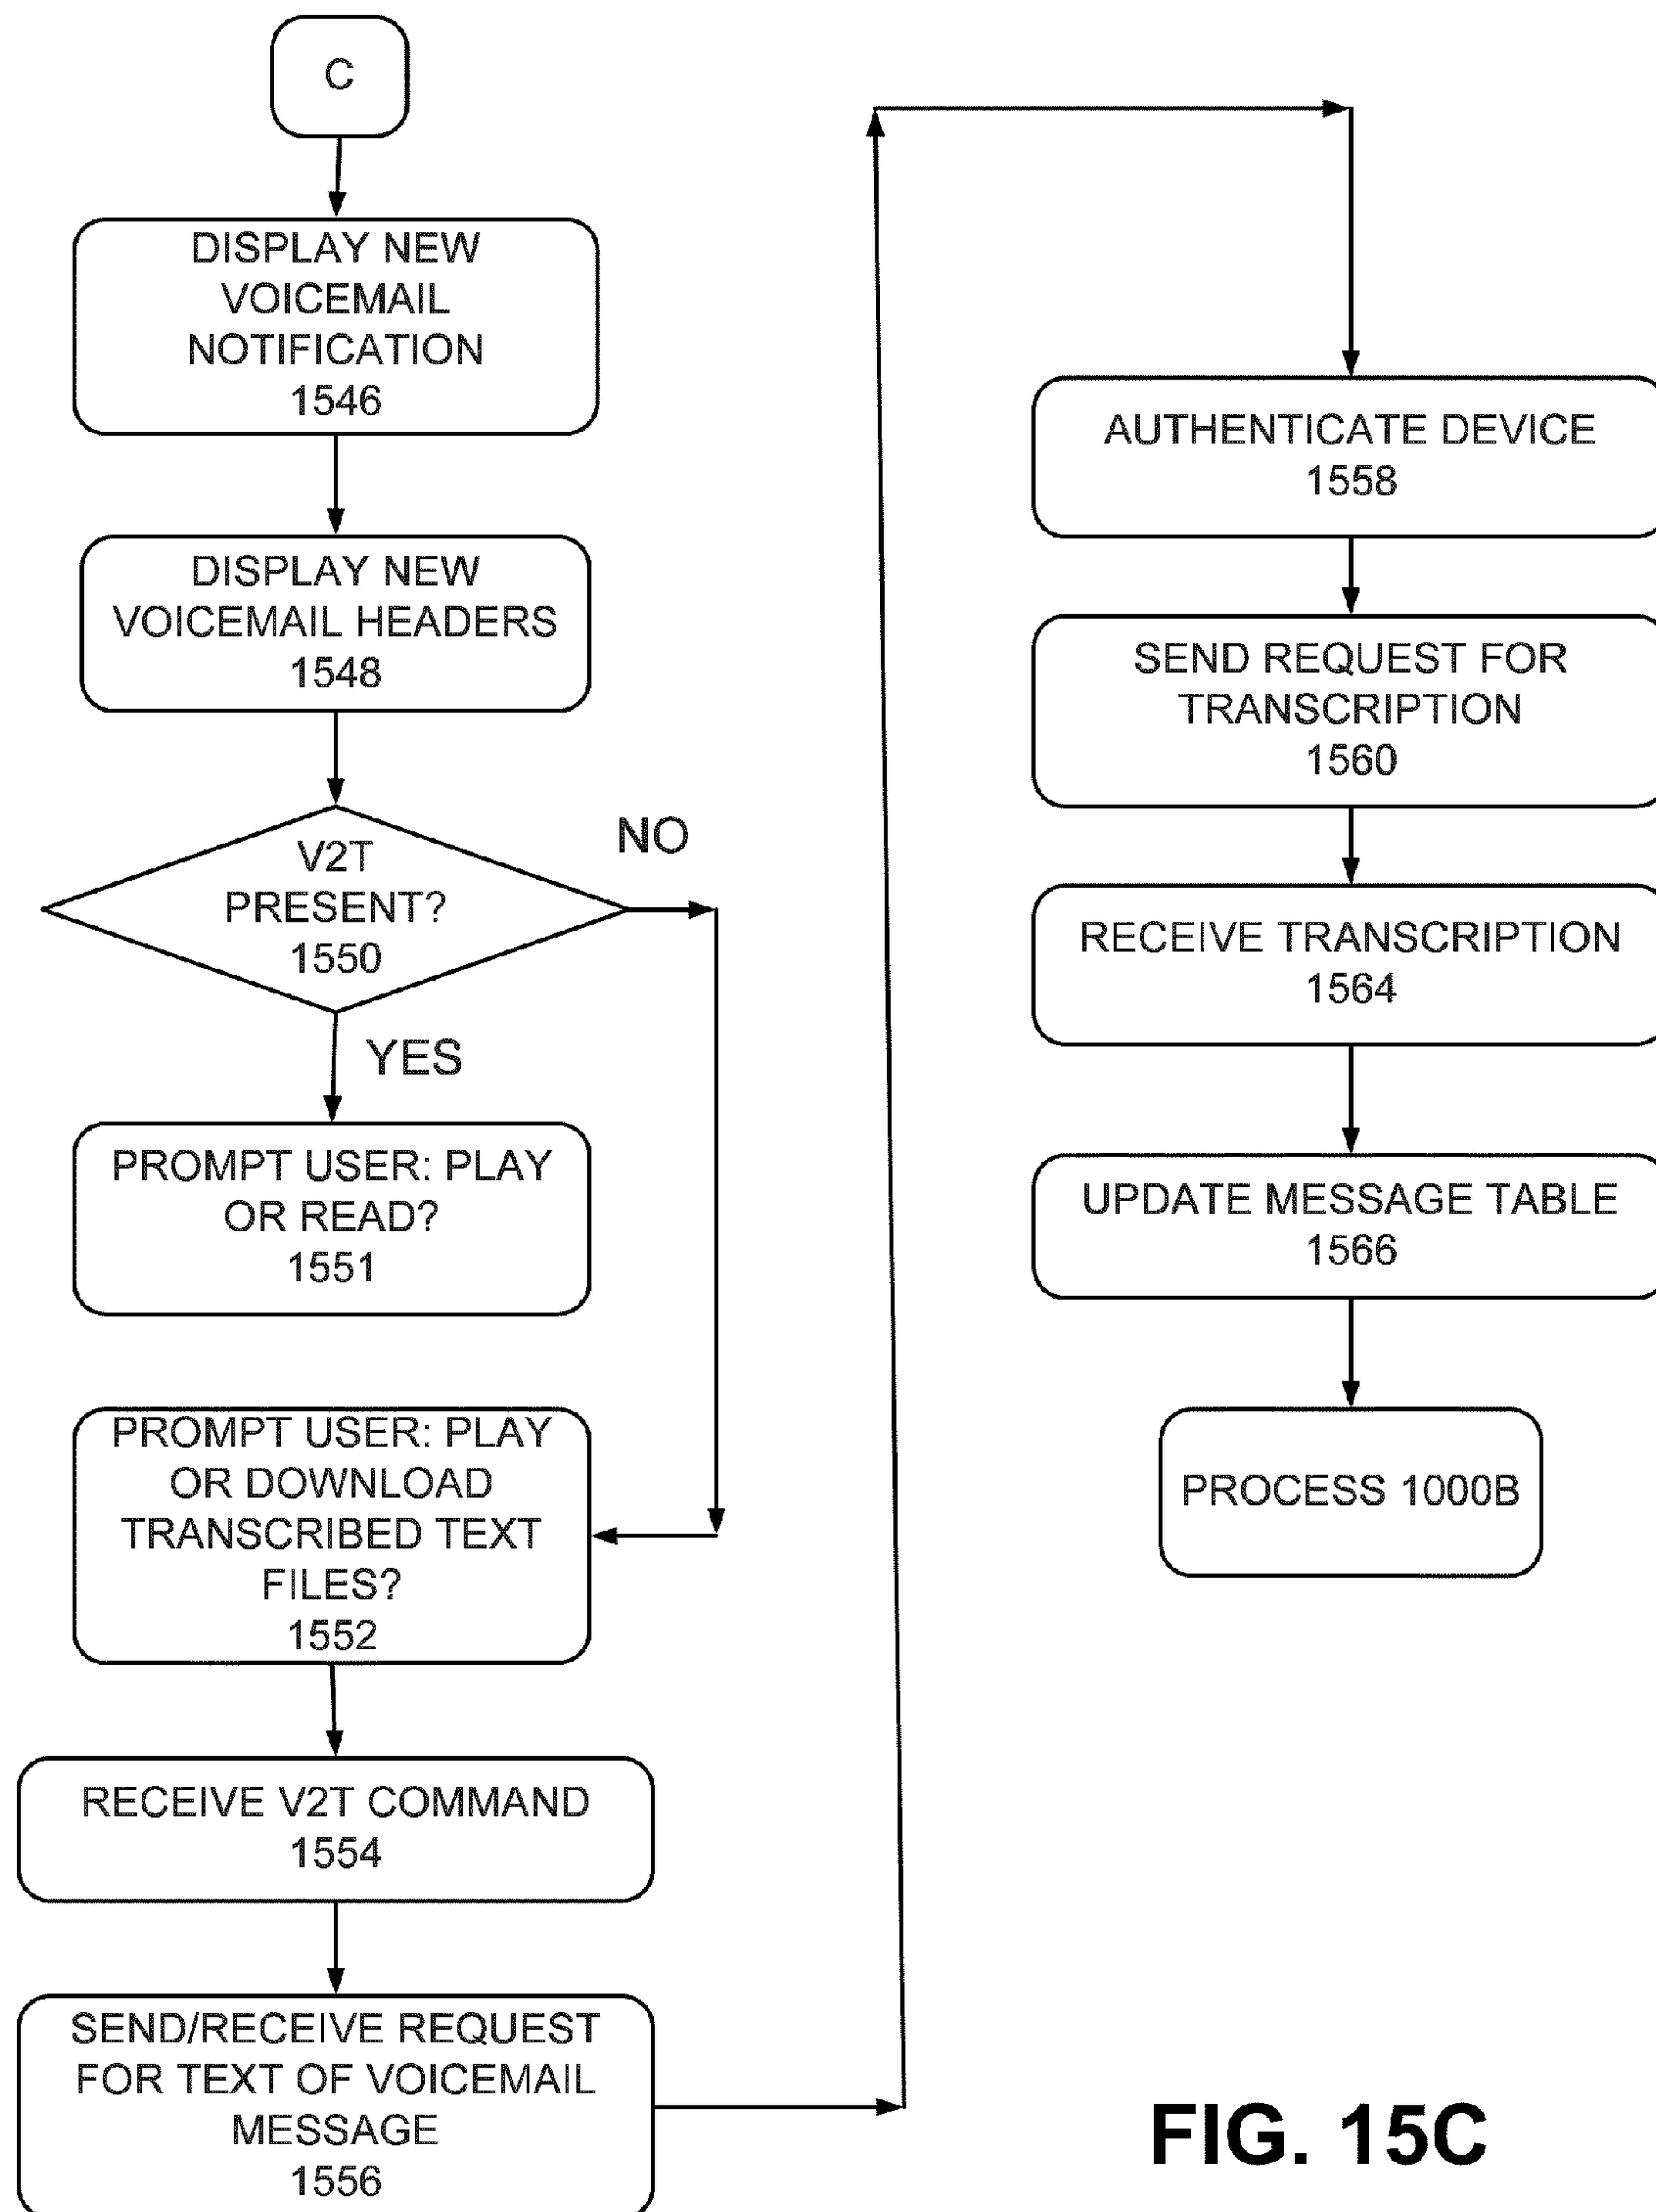 C
DISPLAY NEW
VOICEMAIL
NOTIFICATION
1546
DISPLAY NEW
VOICEMAIL HEADERS
1548
V2T
PRESENT?
1550
NO
YES
PROMPT USER: PLAY
OR READ?
1551
PROMPT USER: PLAY
OR DOWNLOAD
TRANSCRIBED TEXT
FILES?
1552
RECEIVE V2T COMMAND
1554
SEND/RECEIVE REQUEST
FOR TEXT OF VOICEMAIL
MESSAGE
1556
AUTHENTICATE DEVICE
1558
SEND REQUEST FOR
TRANSCRIPTION
1560
RECEIVE TRANSCRIPTION
1564
UPDATE MESSAGE TABLE
1566
PROCESS 1000B
FIG. 15C